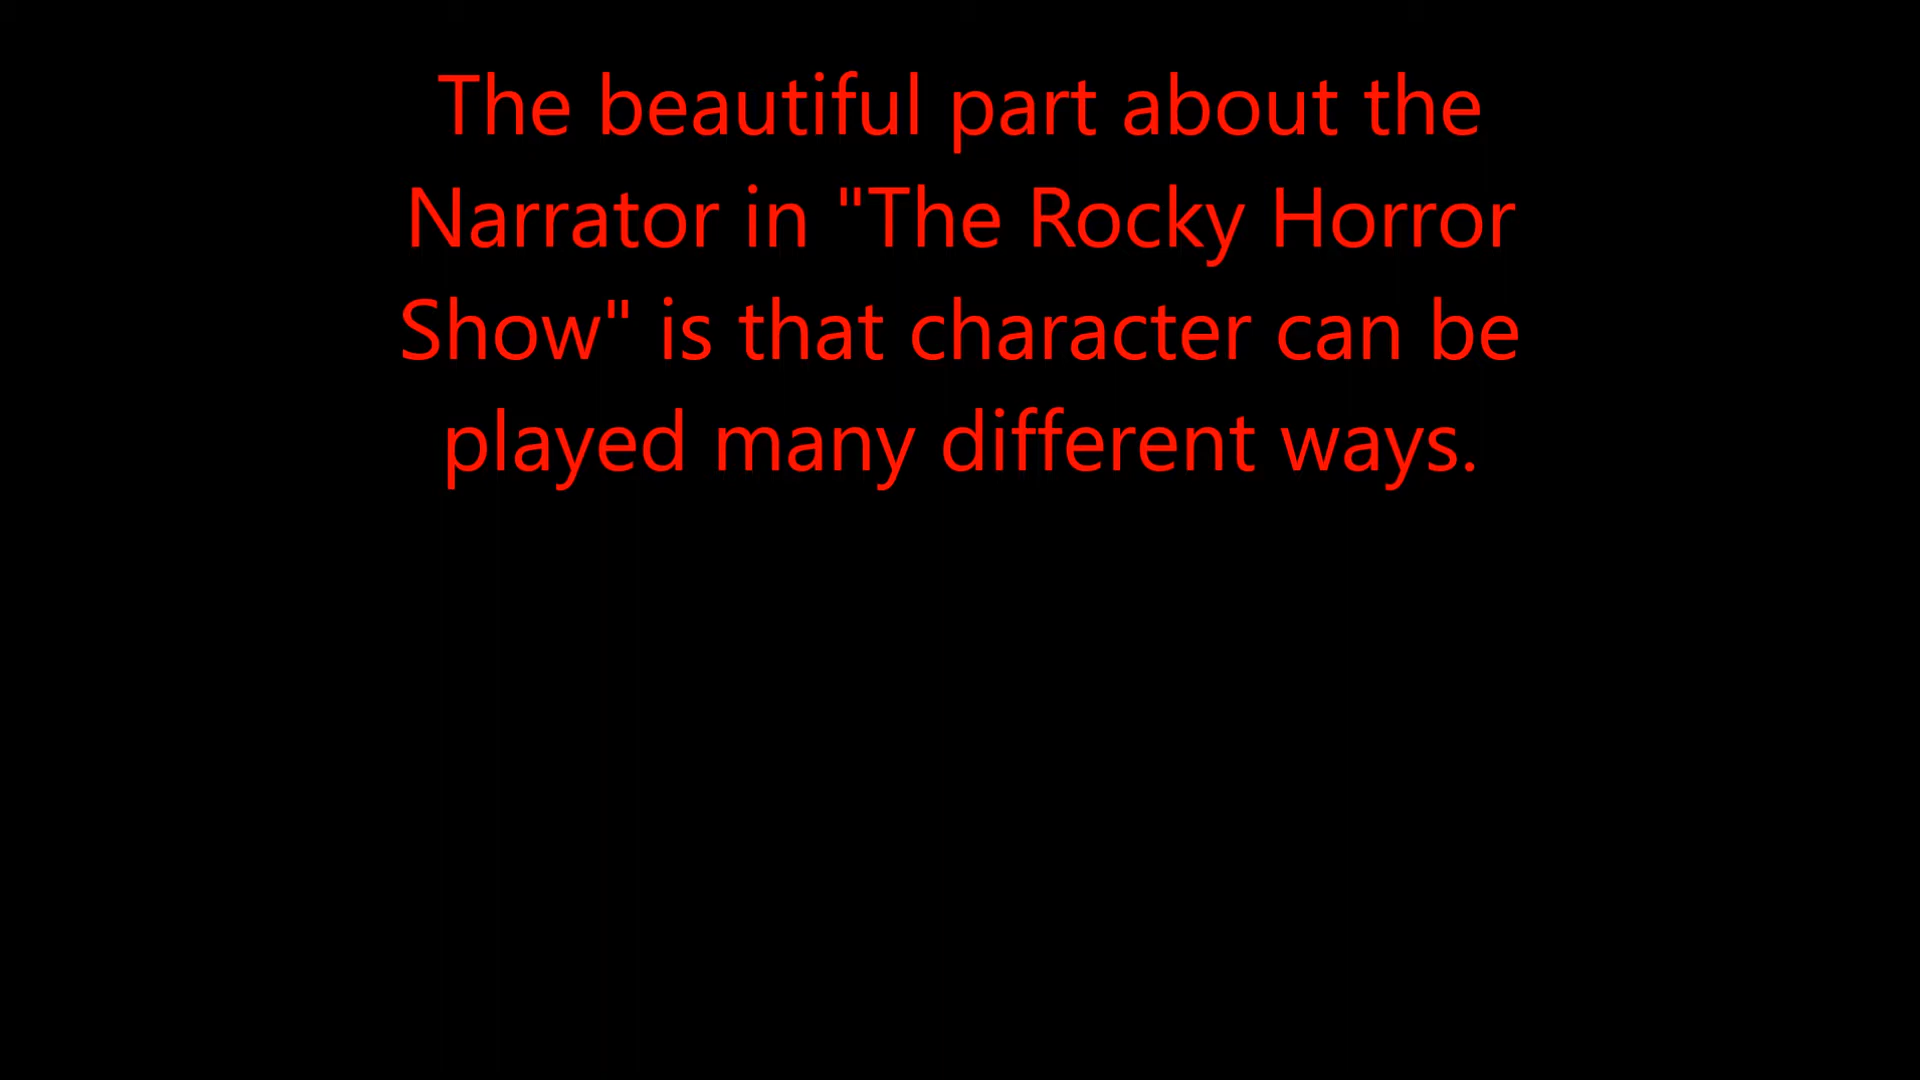 The beautiful part about the
Narrator in "The Rocky Horror
Show" is that character can be
played many different ways.